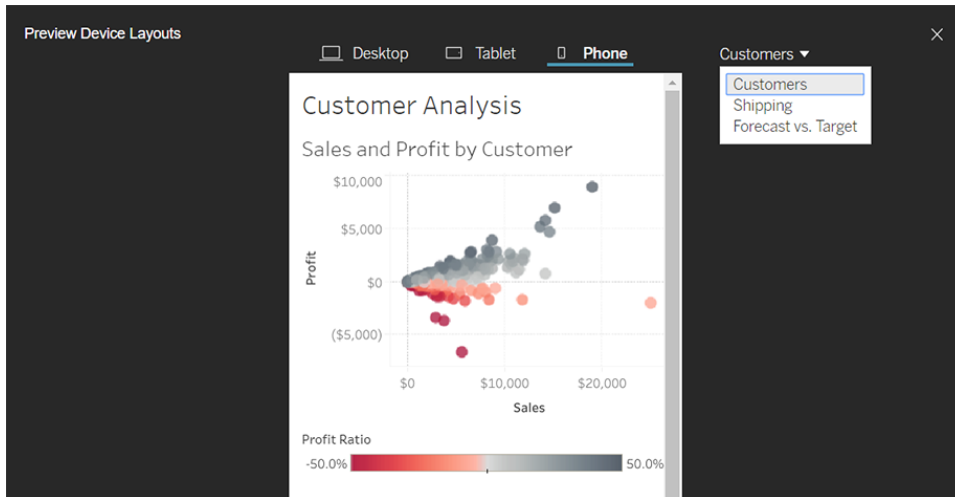 Preview Device Layouts
Desktop Tablet Phone
Customers
Customers
Shipping
Forecast vs. Target
Customer Analysis
Sales and Profit by Customer
$10,000
$5,000
$0
($5,000)
Profit
$0 $10,000 $20,000
Sales
Profit Ratio
-50.0% 50.0%